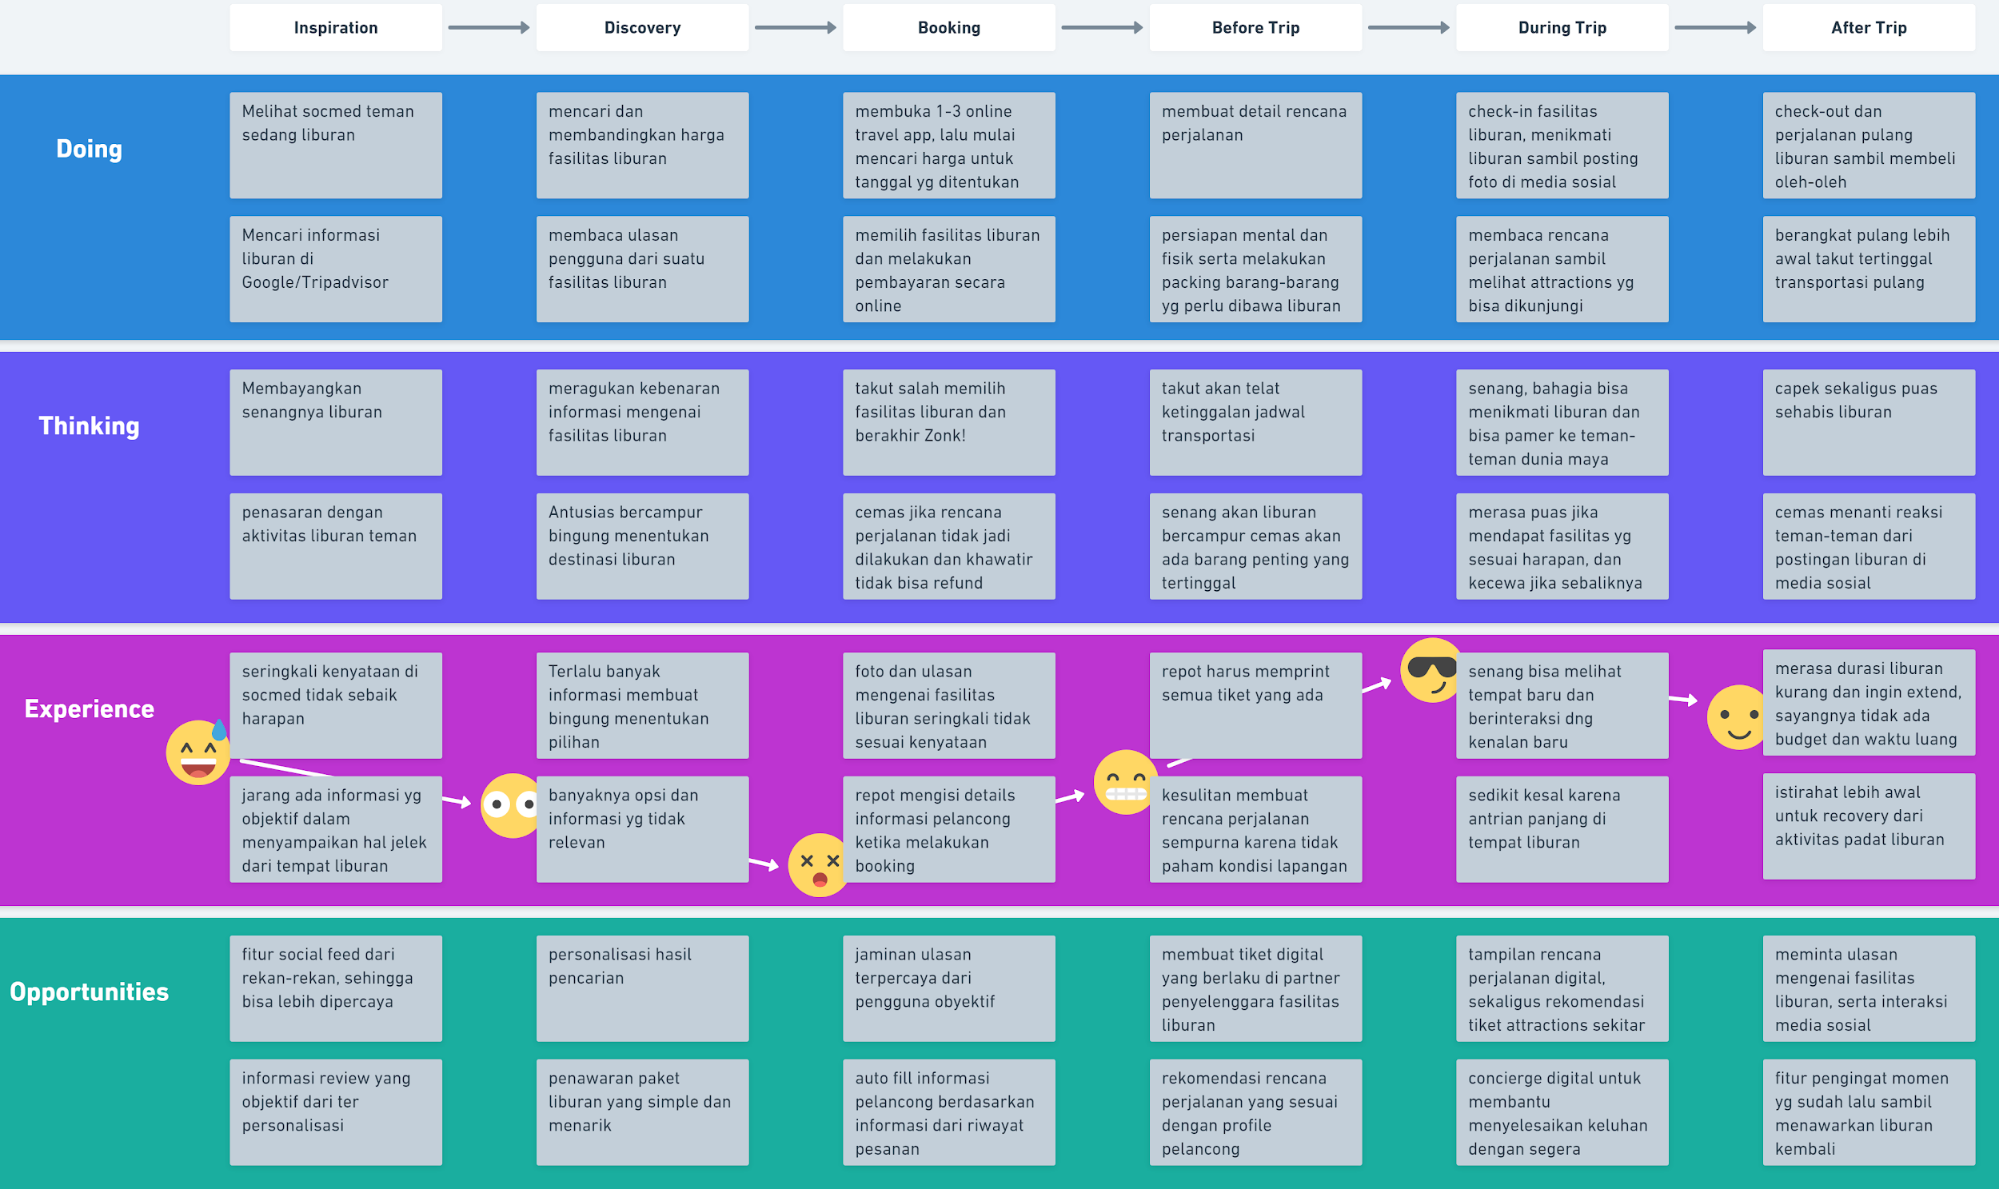 Inspiration
Discovery
Booking
Before Trip
During Trip
After Trip
Doing
Melihat socmed teman
sedang liburan
mencari dan
membandingkan harga
fasilitas liburan
membuka 1-3 online
travel app, lalu mulai
mencari harga untuk
tanggal yg ditentukan
membuat detail rencana
perjalanan
check-in fasilitas
liburan, menikmati
liburan sambil posting
foto di media sosial
check-out dan
perjalanan pulang
liburan sambil membeli
oleh-oleh
Mencari informasi
liburan di
Google/Tripadvisor
membaca ulasan
pengguna dari suatu
fasilitas liburan
memilih fasilitas liburan
dan melakukan
pembayaran secara
online
persiapan mental dan
fisik serta melakukan
packing barang-barang
yg perlu dibawa liburan
membaca rencana
perjalanan sambil
melihat attractions yg
bisa dikunjungi
berangkat pulang lebih
awal takut tertinggal
transportasi pulang
Thinking
Membayangkan
senangnya liburan
meragukan kebenaran
informasi mengenai
fasilitas liburan
takut salah memilih
fasilitas liburan dan
berakhir Zonk!
takut akan telat
ketinggalan jadwal
transportasi
senang, bahagia bisa
menikmati liburan dan
bisa pamer ke teman-
teman dunia maya
capek sekaligus puas
sehabis liburan
penasaran dengan
aktivitas liburan teman
Antusias bercampur
bingung menentukan
destinasi liburan
cemas jika rencana
perjalanan tidak jadi
dilakukan dan khawatir
tidak bisa refund
senang akan liburan
bercampur cemas akan
ada barang penting yang
tertinggal
merasa puas jika
mendapat fasilitas yg
sesuai harapan, dan
kecewa jika sebaliknya
cemas menanti reaksi
teman-teman dari
postingan liburan di
media sosial
Experience
seringkali kenyataan di
socmed tidak sebaik
harapan
Terlalu banyak
informasi membuat
bingung menentukan
pilihan
foto dan ulasan
mengenai fasilitas
liburan seringkali tidak
sesuai kenyataan
repot harus memprint
semua tiket yang ada
senang bisa melihat
tempat baru dan
berinteraksi dng
kenalan baru
merasa durasi liburan
kurang dan ingin extend,
sayangnya tidak ada
budget dan waktu luang
jarang ada informasi yg
objektif dalam
menyampaikan hal jelek
dari tempat liburan
banyaknya opsi dan
informasi yg tidak
relevan
repot mengisi details
informasi pelancong
ketika melakukan
booking
kesulitan membuat
rencana perjalanan
sempurna karena tidak
paham kondisi lapangan
sedikit kesal karena
antrian panjang di
tempat liburan
istirahat lebih awal
untuk recovery dari
aktivitas padat liburan
Opportunities
fitur social feed dari
rekan-rekan, sehingga
bisa lebih dipercaya
personalisasi hasil
pencarian
jaminan ulasan
terpercaya dari
pengguna obyektif
membuat tiket digital
yang berlaku di partner
penyelenggara fasilitas
liburan
tampilan rencana
perjalanan digital,
sekaligus rekomendasi
tiket attractions sekitar
meminta ulasan
mengenai fasilitas
liburan, serta interaksi
media sosial
informasi review yang
objektif dari ter
personalisasi
penawaran paket
liburan yang simple dan
menarik
auto fill informasi
pelancong berdasarkan
informasi dari riwayat
pesanan
rekomendasi rencana
perjalanan yang sesuai
dengan profile
pelancong
concierge digital untuk
membantu
menyelesaikan keluhan
dengan segera
fitur pengingat momen
yg sudah lalu sambil
menawarkan liburan
kembali